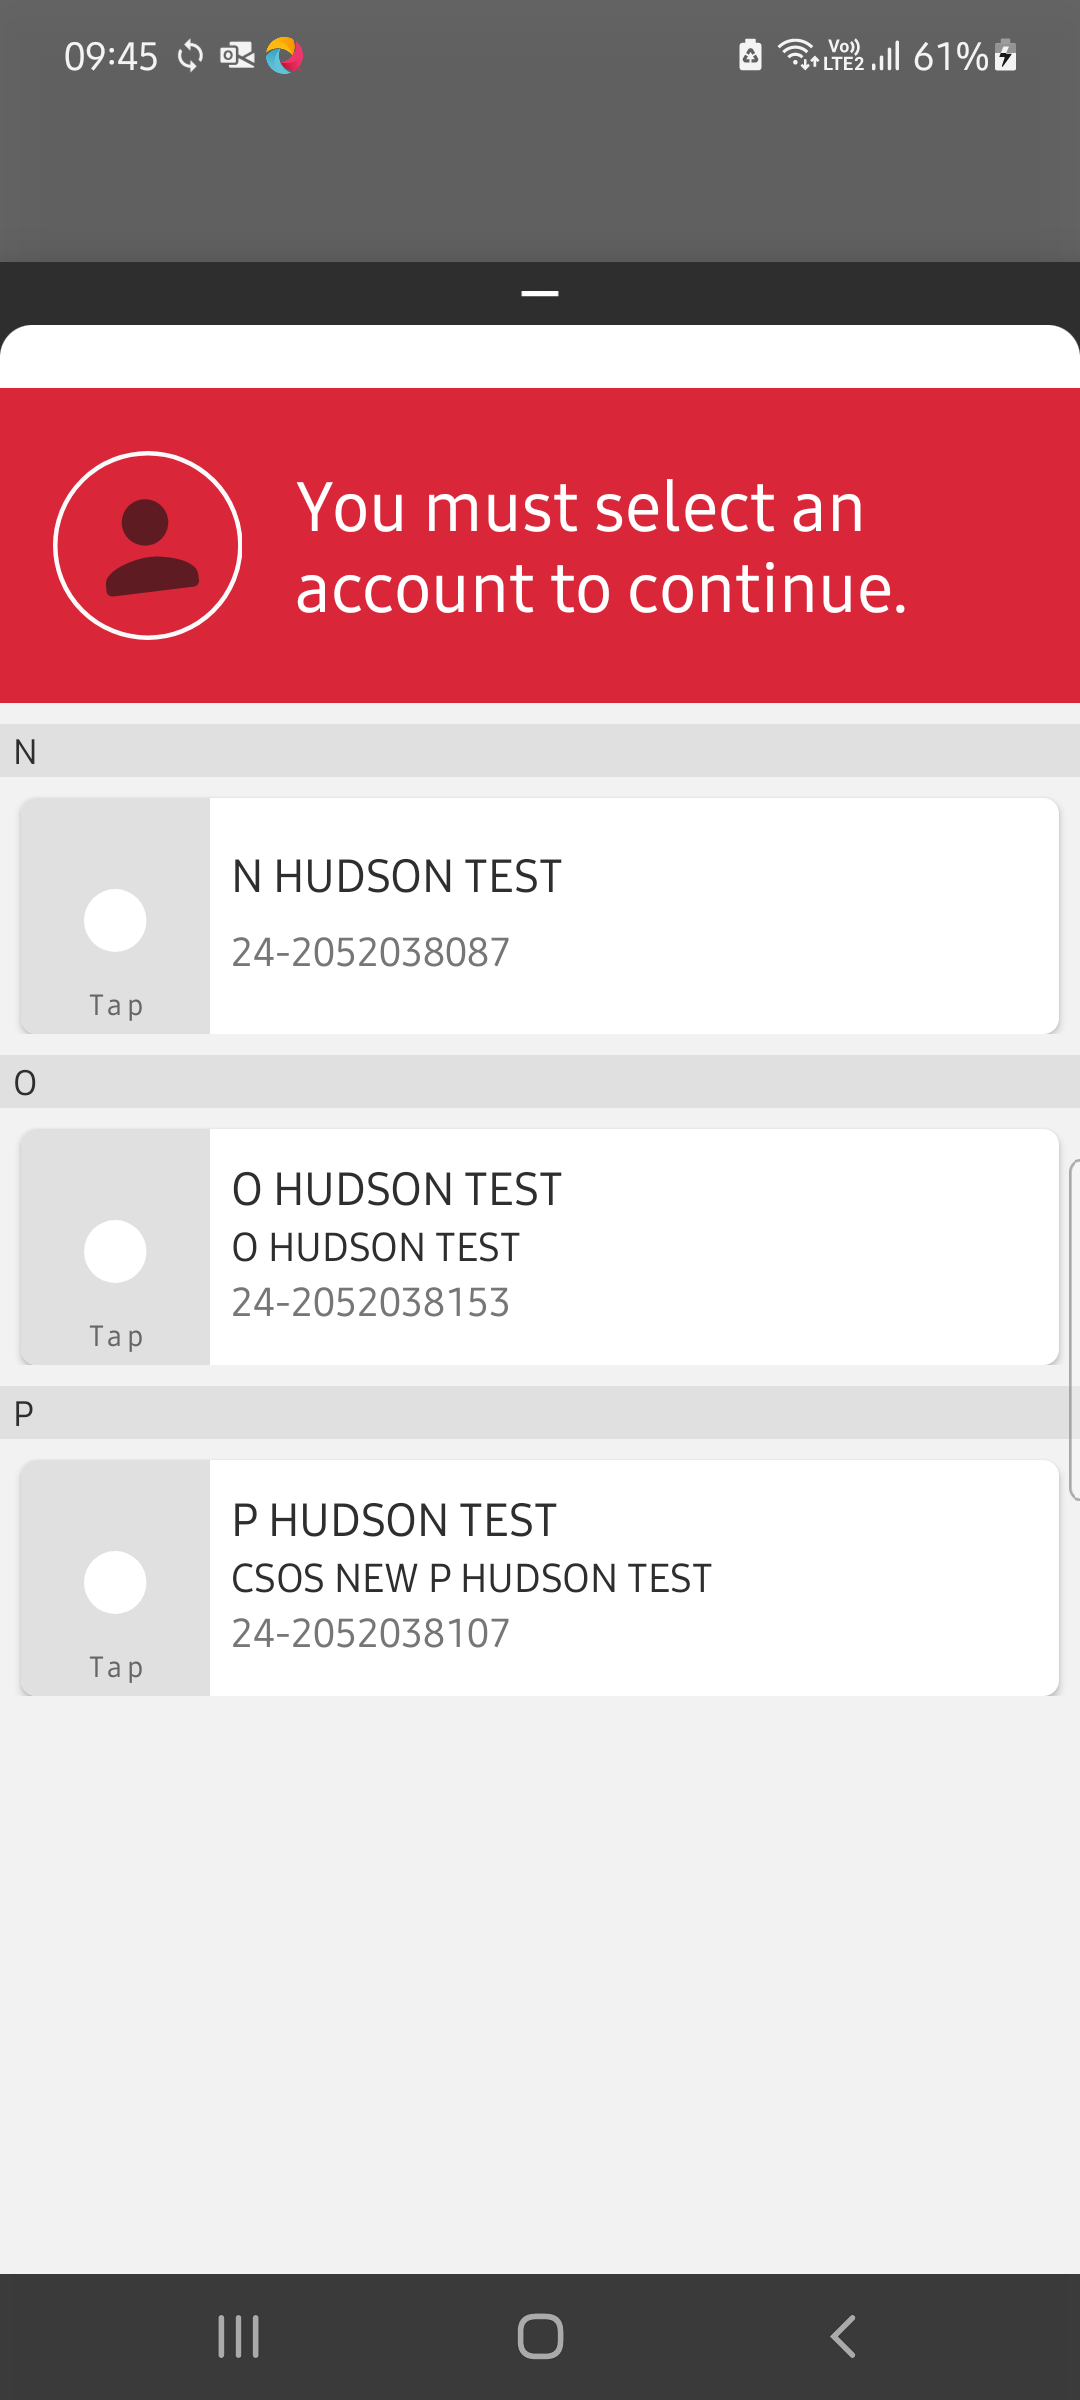 09:45
Vo)) LTE2 61%
You must select an
account to continue.
N
N HUDSON TEST
24-2052038087
Tap
O
O HUDSON TEST
O HUDSON TEST
24-2052038153
Tap
P
P HUDSON TEST
CSOS NEW P HUDSON TEST
24-2052038107
Tap